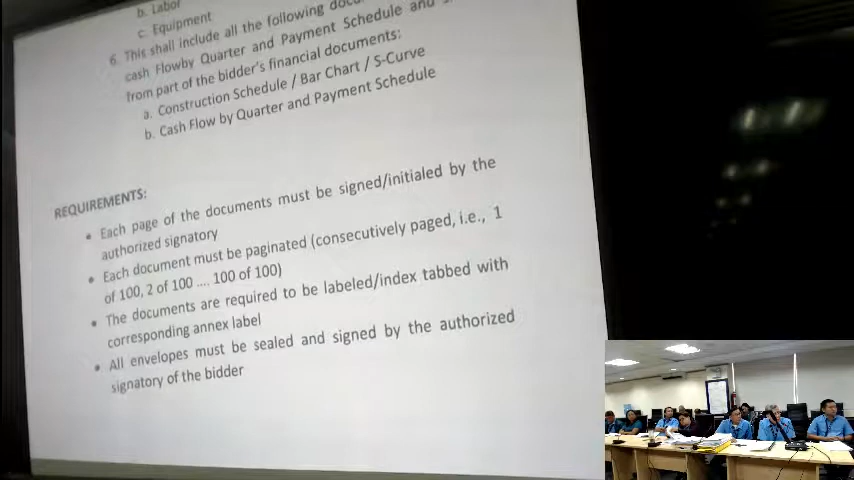 b. Labor
c. Equipment
6. This shall include all the following
cash Flowby Quarter and Payment Schedule and
from part of the bidder's financial documents:
a. Construction Schedule / Bar Chart / S-Curve
b. Cash Flow by Quarter and Payment Schedule
REQUIREMENTS:
• Each page of the documents must be signed/initialed by the
authorized signatory
• Each document must be paginated (consecutively paged, i.e., 1
of 100, 2 of 100 .... 100 of 100)
• The documents are required to be labeled/index tabbed with
corresponding annex label
• All envelopes must be sealed and signed by the authorized
signatory of the bidder